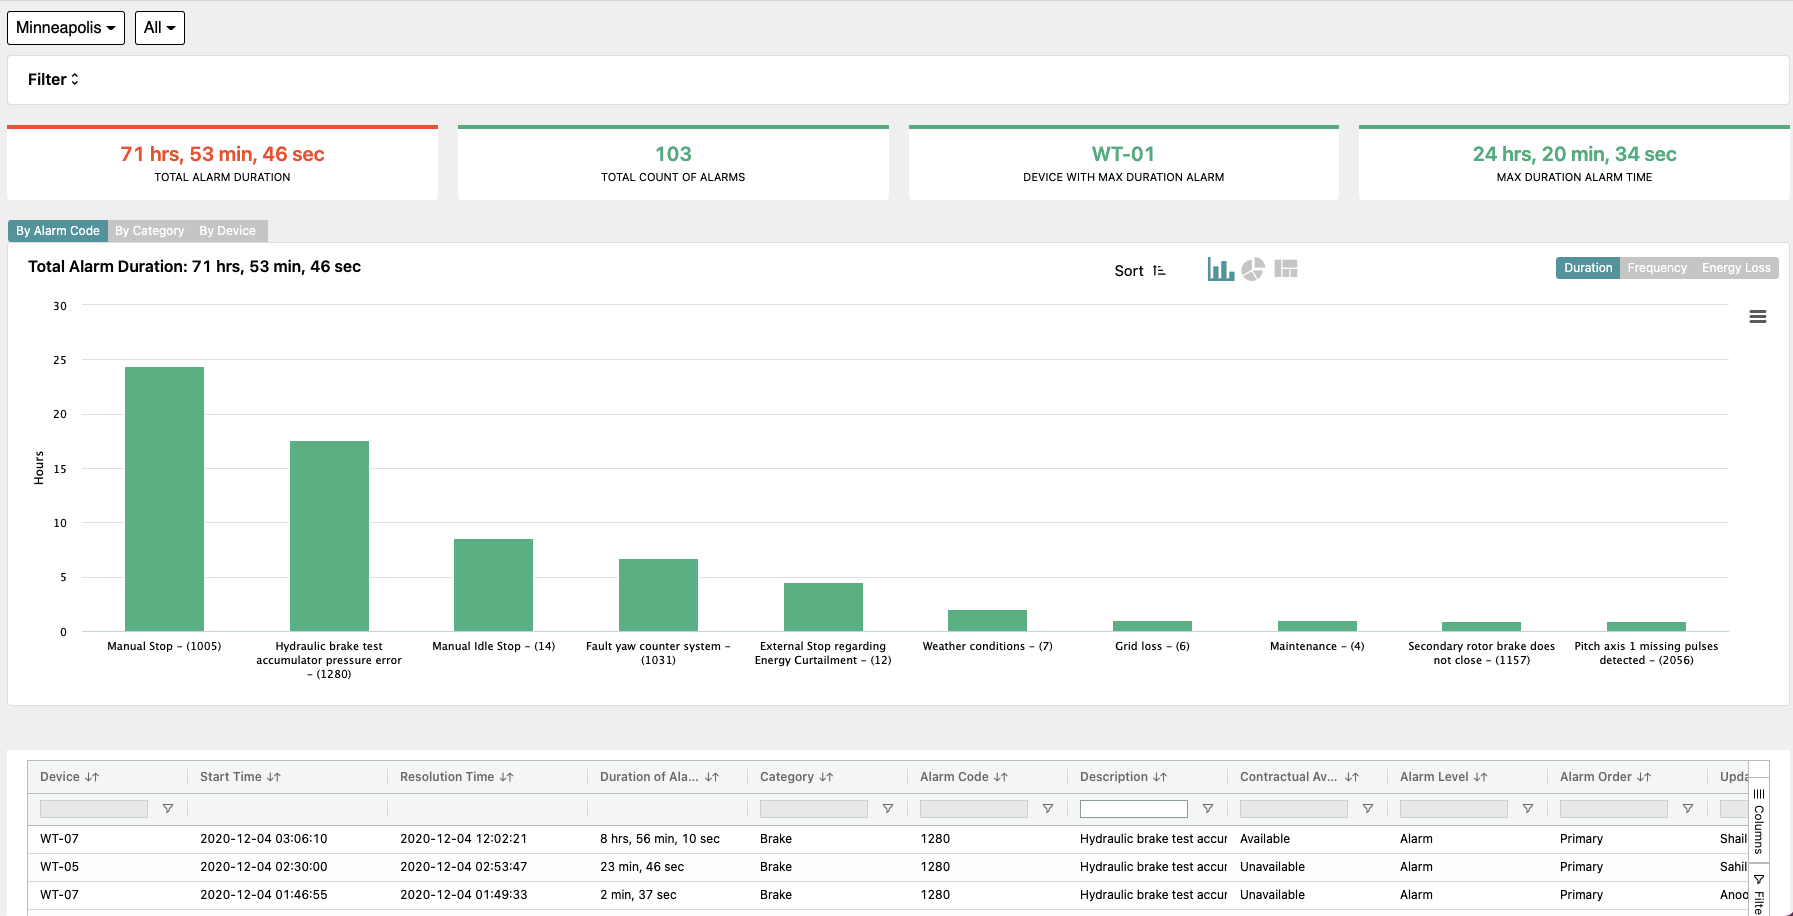 Minneapolis All
Filter
71 hrs, 53 min, 46 sec
TOTAL ALARM DURATION
103
TOTAL COUNT OF ALARMS
WT-01
DEVICE WITH MAX DURATION ALARM
24 hrs, 20 min, 34 sec
MAX DURATION ALARM TIME
By Alarm Code By Category By Device
Total Alarm Duration: 71 hrs, 53 min, 46 sec
Sort
Duration Frequency Energy Loss
30
25
20
15
10
5
0
Hours
Manual Stop – (1005)
Hydraulic brake test
accumulator pressure error
– (1280)
Manual Idle Stop – (14)
Fault yaw counter system –
(1031)
External Stop regarding
Energy Curtailment – (12)
Weather conditions – (7)
Grid loss – (6)
Maintenance – (4)
Secondary rotor brake does
not close – (1157)
Pitch axis 1 missing pulses
detected – (2056)
Device Start Time Resolution Time Duration of Ala... Category Alarm Code Description Contractual Av... Alarm Level Alarm Order Upda
WT-07 2020-12-04 03:06:10 2020-12-04 12:02:21 8 hrs, 56 min, 10 sec Brake 1280 Hydraulic brake test accur Available Alarm Primary Shail
WT-05 2020-12-04 02:30:00 2020-12-04 02:53:47 23 min, 46 sec Brake 1280 Hydraulic brake test accur Unavailable Alarm Primary Sahil
WT-07 2020-12-04 01:46:55 2020-12-04 01:49:33 2 min, 37 sec Brake 1280 Hydraulic brake test accur Unavailable Alarm Primary Anoo
Columns
Filte